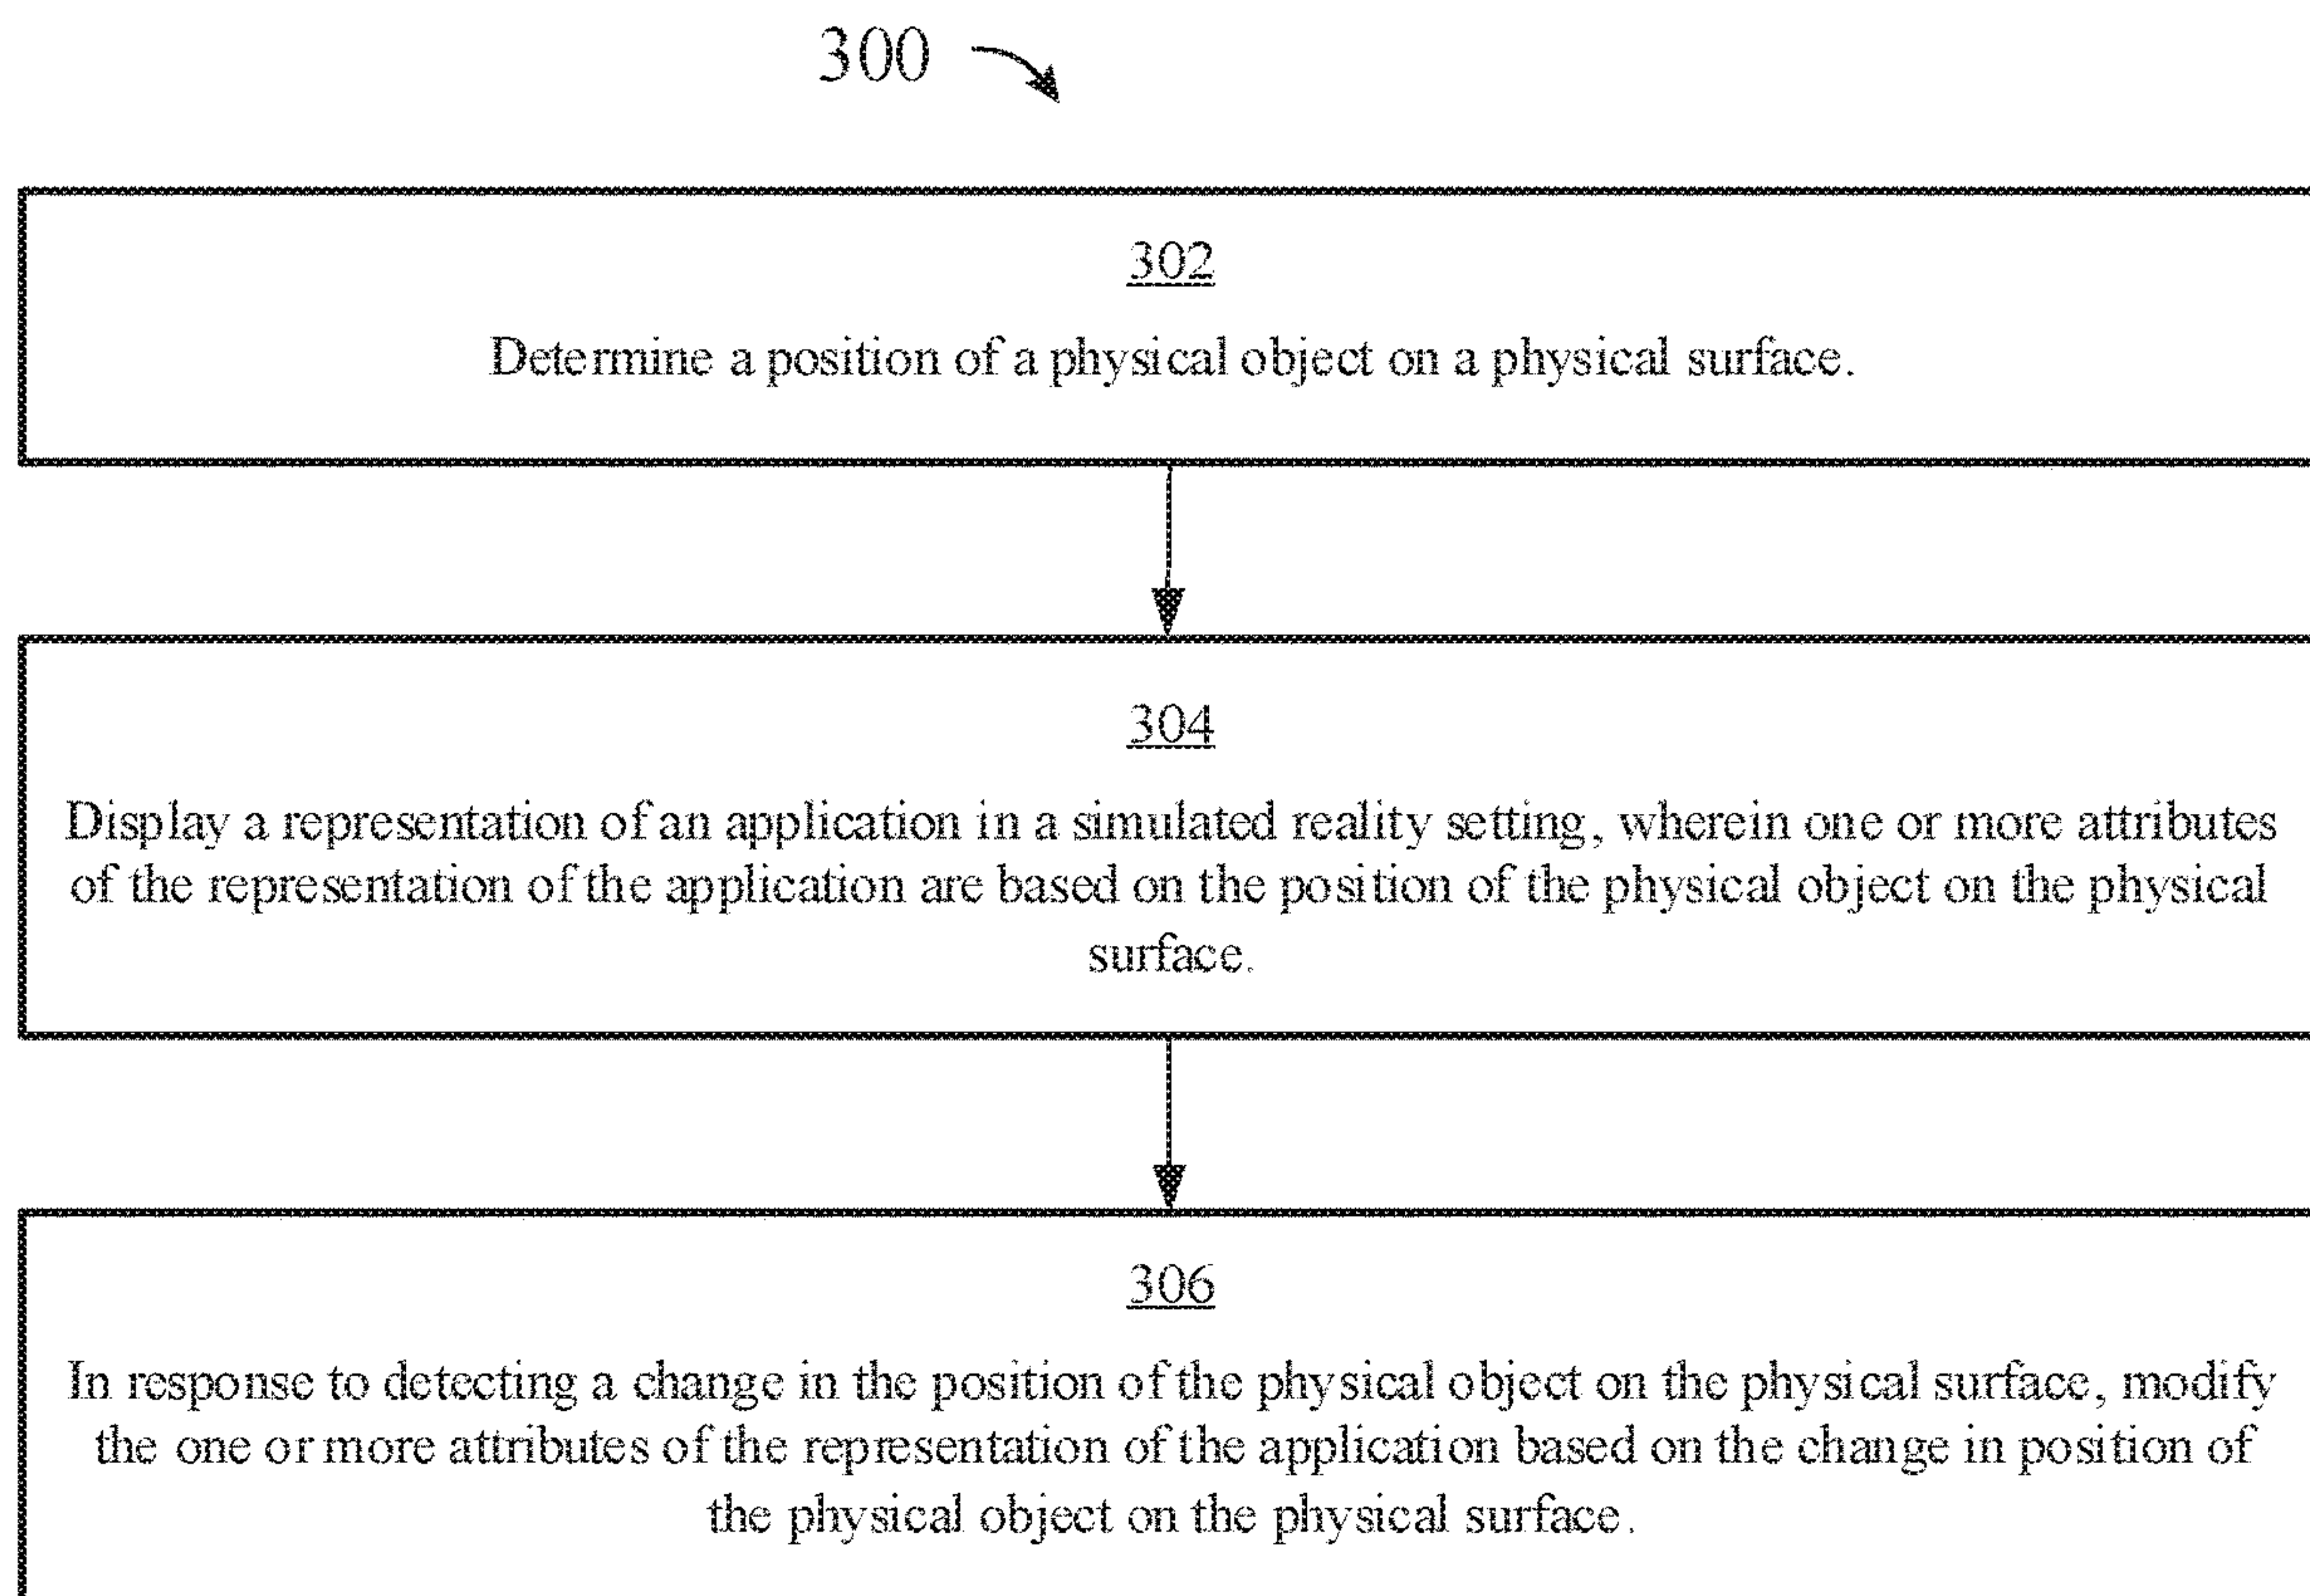 300
302
Determine a position of a physical object on a physical surface.
304
Display a representation of an application in a simulated reality setting, wherein one or more attributes
of the representation of the application are based on the position of the physical object on the physical
surface.
306
In response to detecting a change in the position of the physical object on the physical surface, modify
the one or more attributes of the representation of the application based on the change in position of
the physical object on the physical surface.